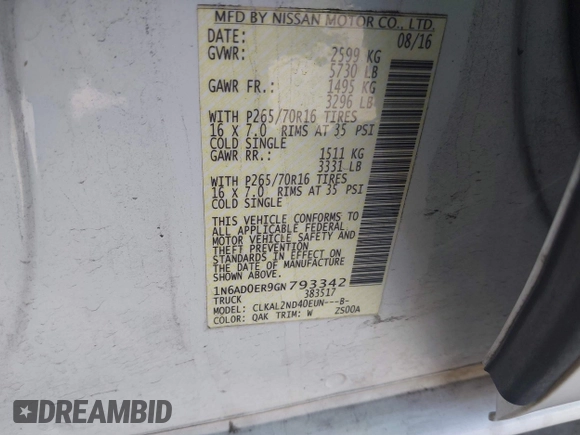 MFD BY NISSAN MOTOR CO., LTD.
DATE: 08/16
GVWR: 2599 KG
5730 LB
GAWR FR.: 1495 KG
3296 LB
WITH P265/70R16 TIRES
16 X 7.0 RIMS AT 35 PSI
COLD SINGLE
GAWR RR.: 1511 KG
3331 LB
WITH P265/70R16 TIRES
16 X 7.0 RIMS AT 35 PSI
COLD SINGLE
THIS VEHICLE CONFORMS TO
ALL APPLICABLE FEDERAL
MOTOR VEHICLE SAFETY AND
THEFT PREVENTION
STANDARDS IN EFFECT ON
THE DATE OF MANUFACTURE
SHOWN ABOVE.
1N6AD0ER9GN793342
TRUCK 383517
MODEL: CLKAL2ND40EUN---B-
COLOR: QAK TRIM: W ZS00A
DREAMBID